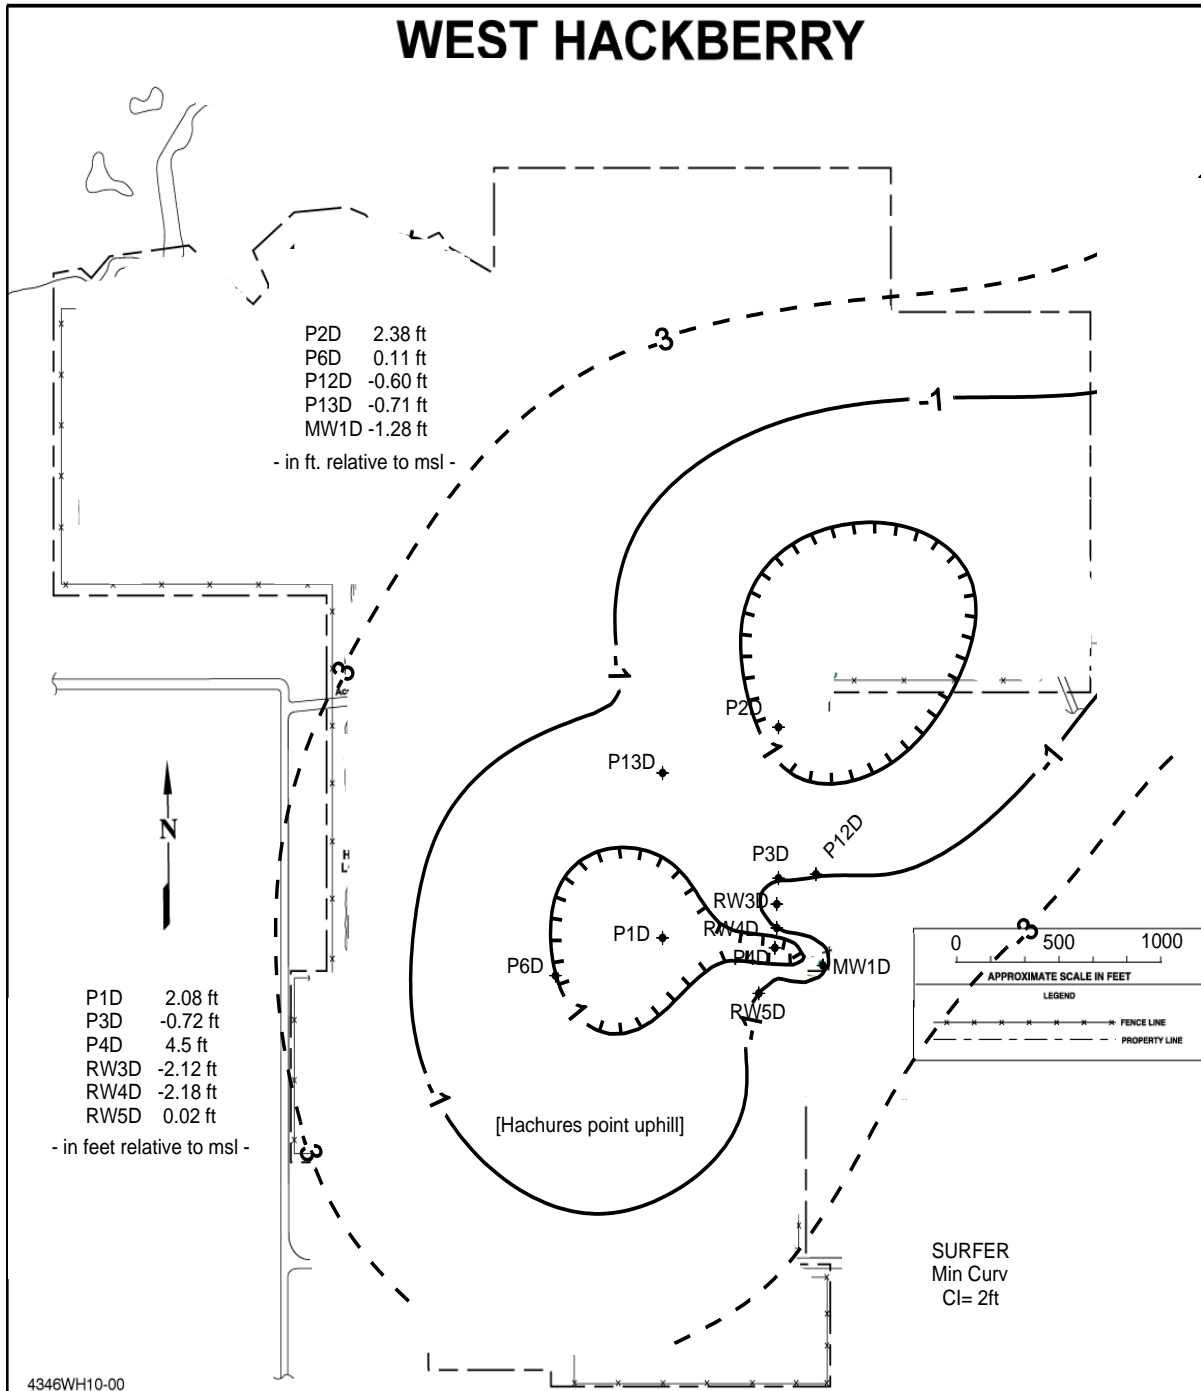 WEST HACKBERRY
-3
-1
P2D 2.38 ft
P6D 0.11 ft
P12D -0.60 ft
P13D -0.71 ft
MW1D -1.28 ft
- in ft. relative to msl -
-3
-1
P2D
1
-1
P13D
P12D
P3D
RW3D
RW4D
P4D
P1D
P6D
MW1D
RW5D
1
-1
-1
-3
-3
N
0 500 1000
APPROXIMATE SCALE IN FEET
LEGEND
FENCE LINE
PROPERTY LINE
P1D 2.08 ft
P3D -0.72 ft
P4D 4.5 ft
RW3D -2.12 ft
RW4D -2.18 ft
RW5D 0.02 ft
- in feet relative to msl -
[Hachures point uphill]
SURFER
Min Curv
CI= 2ft
4346WH10-00